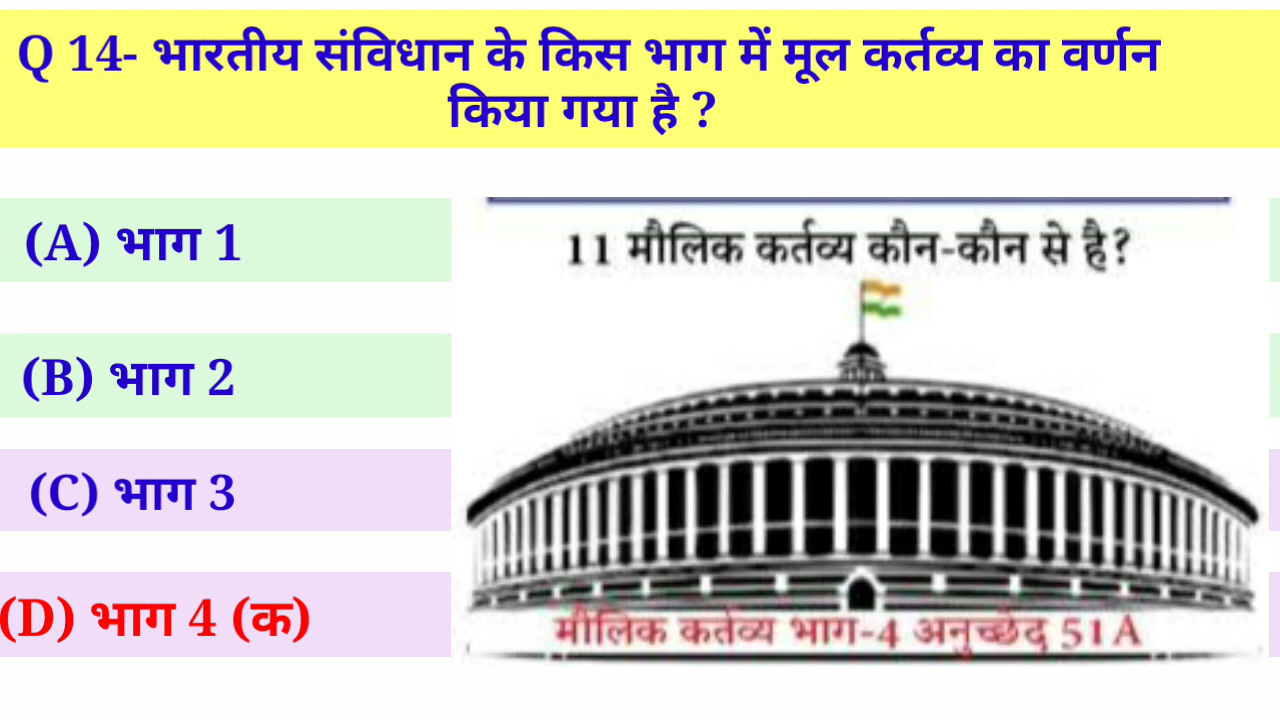 Q 14- भारतीय संविधान के किस भाग में मूल कर्तव्य का वर्णन
किया गया है ?
(A) भाग 1
(B) भाग 2
(C) भाग 3
(D) भाग 4 (क)
11 मौलिक कर्तव्य कौन-कौन से है?
मौलिक कर्तव्य भाग-4 अनुच्छेद 51A